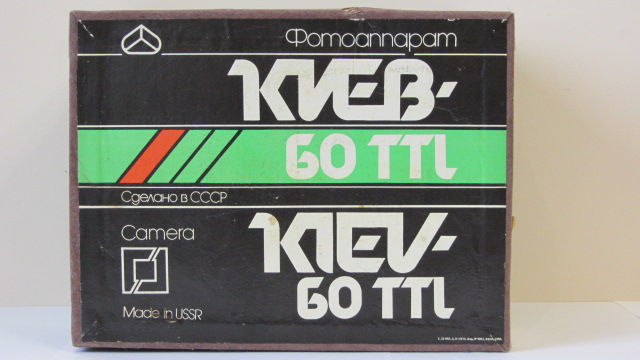 Фотоаппарат
КИЕВ-
60 TTL
Сделано в СССР
Camera
KIEV-
60 TTL
Made in USSR